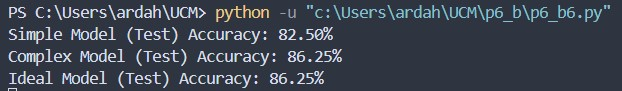 PS C:\Users\ardah\UCM> python -u "c:\Users\ardah\UCM\p6_b\p6_b6.py"
Simple Model (Test) Accuracy: 82.50%
Complex Model (Test) Accuracy: 86.25%
Ideal Model (Test) Accuracy: 86.25%